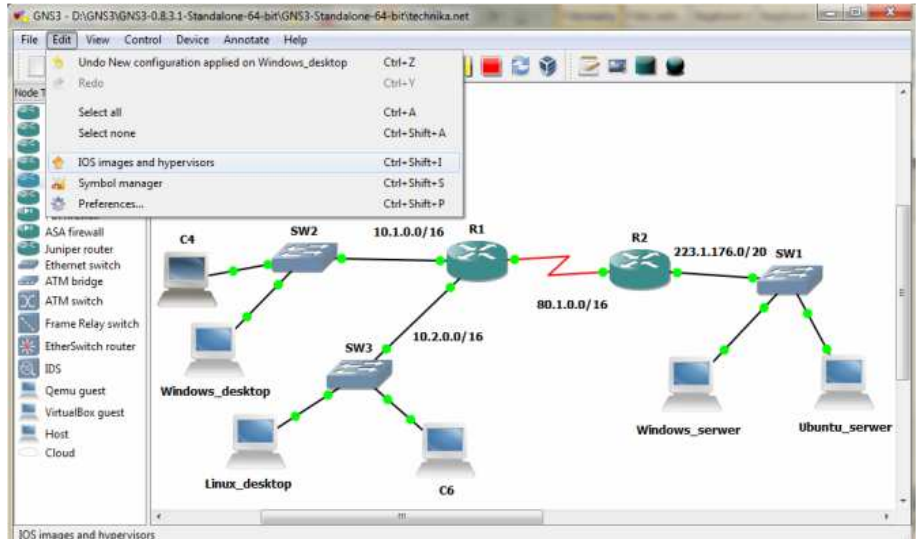 GNS3 - D:\GNS3\GNS3-0.8.3.1-Standalone-64-bit\GNS3-Standalone-64-bit\technika.net
File Edit View Control Device Annotate Help
Undo New configuration applied on Windows_desktop Ctrl+Z
Redo Ctrl+Y
Select all Ctrl+A
Select none Ctrl+Shift+A
IOS images and hypervisors Ctrl+Shift+I
Symbol manager Ctrl+Shift+S
Preferences... Ctrl+Shift+P
Node T
ASA firewall
Juniper router
Ethernet switch
ATM bridge
ATM switch
Frame Relay switch
EtherSwitch router
IDS
Qemu guest
VirtualBox guest
Host
Cloud
C4
SW2
10.1.0.0/16
R1
R2
223.1.176.0/20
SW1
80.1.0.0/16
10.2.0.0/16
SW3
Windows_desktop
Windows_serwer
Ubuntu_serwer
Linux_desktop
C6
IOS images and hypervisors